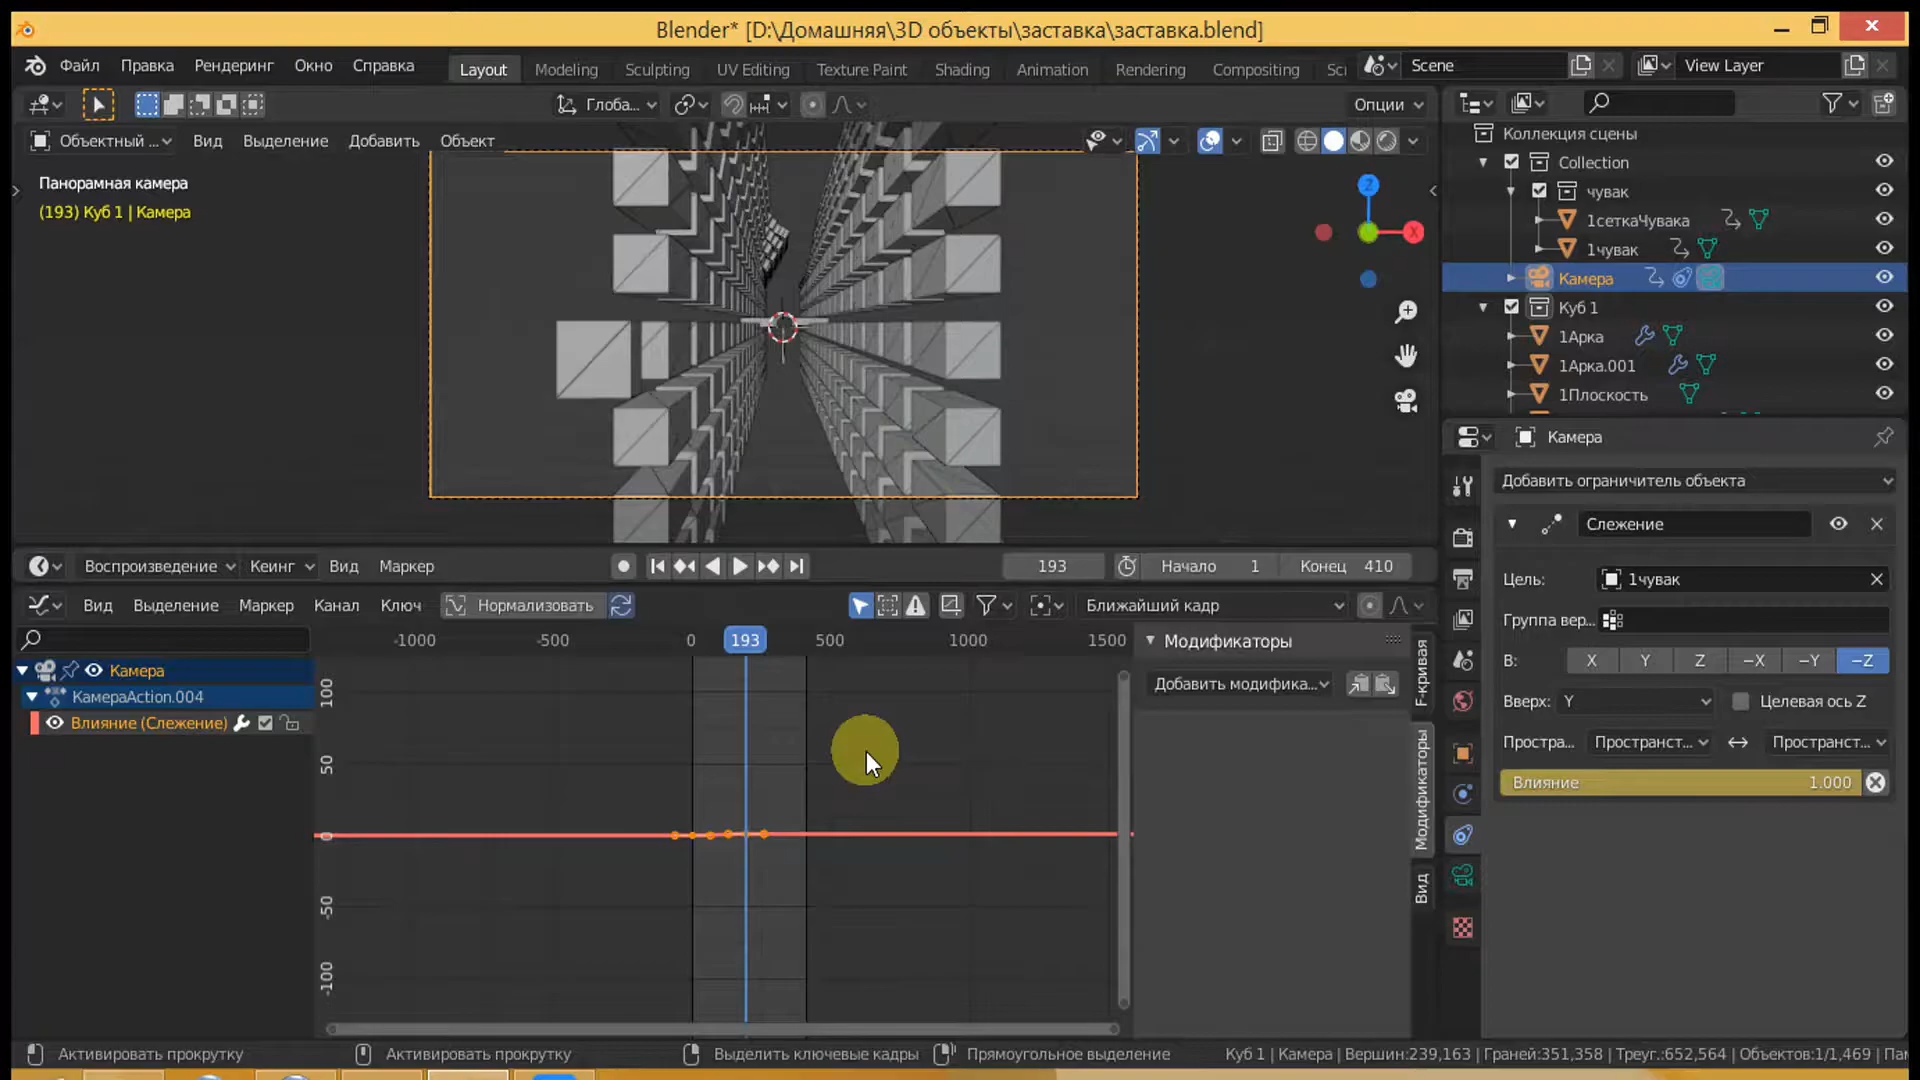 Blender* [D:\Домашняя\3D объекты\заставка\заставка.blend]
Файл Правка Рендеринг Окно Справка Layout Modeling Sculpting UV Editing Texture Paint Shading Animation Rendering Compositing Sc Scene View Layer
Глоба... Опции
Объектный ... Вид Выделение Добавить Объект
Панорамная камера
(193) Куб 1 | Камера
Z
X
Коллекция сцены
Collection
чувак
1сеткаЧувака
1чувак
Камера
Куб 1
1Арка
1Арка.001
1Плоскость
Камера
Добавить ограничитель объекта
Слежение
Цель: 1чувак
Группа вер...
В: X Y Z −X −Y −Z
Вверх: Y Целевая ось Z
Простра... Пространст... Пространст...
Влияние 1.000
Воспроизведение Кеинг Вид Маркер 193 Начало 1 Конец 410
Вид Выделение Маркер Канал Ключ Нормализовать Ближайший кадр
-1000 -500 0 193 500 1000 1500
Камера
КамераAction.004
Влияние (Слежение)
100
50
0
-50
-100
Модификаторы
Добавить модифика...
F-кривая
Модификаторы
Вид
Активировать прокрутку Активировать прокрутку Выделить ключевые кадры Прямоугольное выделение Куб 1 | Камера | Вершин:239,163 | Граней:351,358 | Треуг.:652,564 | Объектов:1/1,469 | Пам